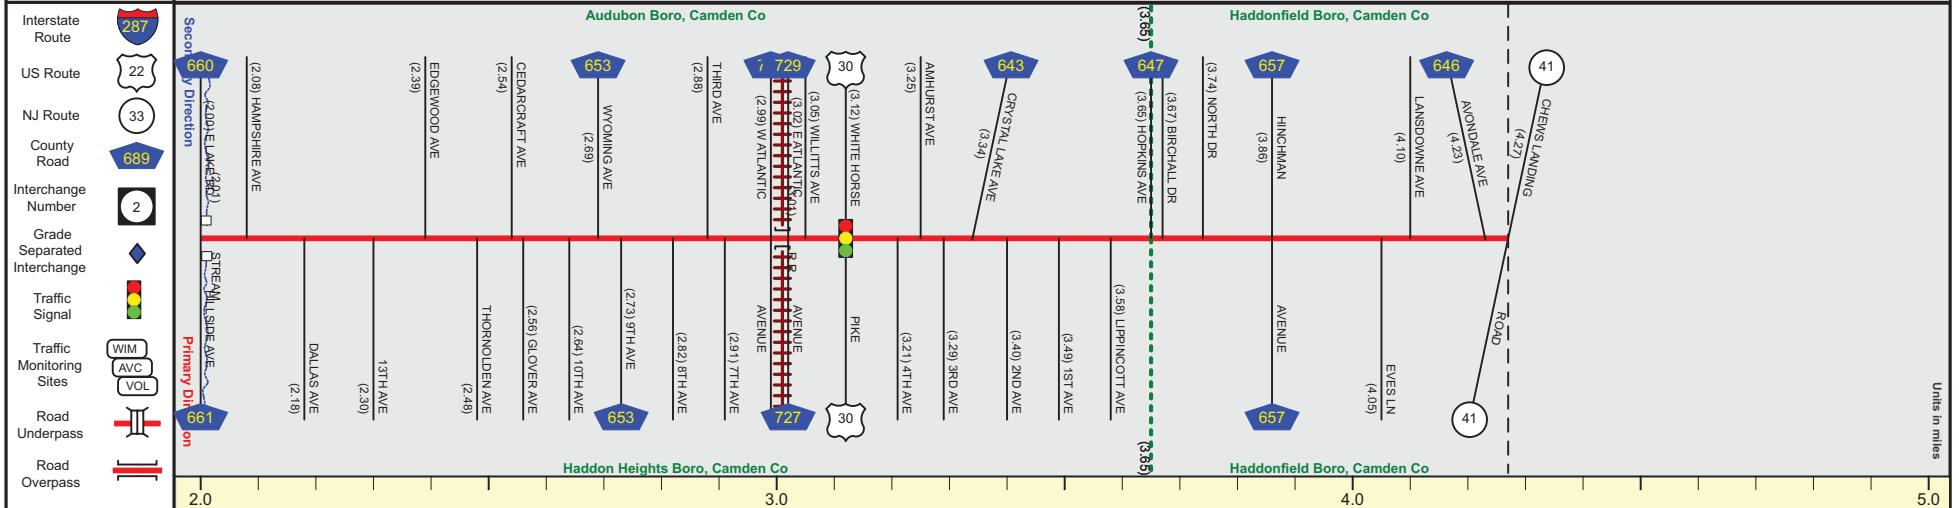 Interstate
Route
287
US Route
22
NJ Route
33
County
Road
689
Interchange
Number
2
Grade
Separated
Interchange
Traffic
Signal
Traffic
Monitoring
Sites
WIM
AVC
VOL
Road
Underpass
Road
Overpass
Audubon Boro, Camden Co
(3.65)
Haddonfield Boro, Camden Co
Secondary Direction
660
653
729
30
643
647
657
646
41
(2.00) E LAKE RD
(2.01)
(2.08) HAMPSHIRE AVE
(2.39)
EDGEWOOD AVE
(2.54)
CEDARCRAFT AVE
(2.69)
WYOMING AVE
(2.88)
THIRD AVE
(2.99) W ATLANTIC
(3.02) E ATLANTIC
(3.01)
(3.05) WILLITTS AVE
(3.12) WHITE HORSE
(3.25)
AMHURST AVE
(3.34)
CRYSTAL LAKE AVE
(3.65) HOPKINS AVE
(3.67) BIRCHALL DR
(3.74) NORTH DR
(3.86)
HINCHMAN
(4.10)
LANSDOWNE AVE
(4.23)
AVONDALE AVE
(4.27)
CHEWS LANDING
STREAM
HILLSIDE AVE
Primary Direction
(2.18)
DALLAS AVE
(2.30)
13TH AVE
(2.48)
THORNOLDEN AVE
(2.56) GLOVER AVE
(2.64) 10TH AVE
(2.73) 9TH AVE
(2.82) 8TH AVE
(2.91) 7TH AVE
AVENUE
R R
AVENUE
PIKE
(3.21) 4TH AVE
(3.29) 3RD AVE
(3.40) 2ND AVE
(3.49) 1ST AVE
(3.58) LIPPINCOTT AVE
AVENUE
(4.05)
EVES LN
ROAD
661
653
727
30
657
41
Haddon Heights Boro, Camden Co
(3.65)
Haddonfield Boro, Camden Co
Units in miles
2.0
3.0
4.0
5.0